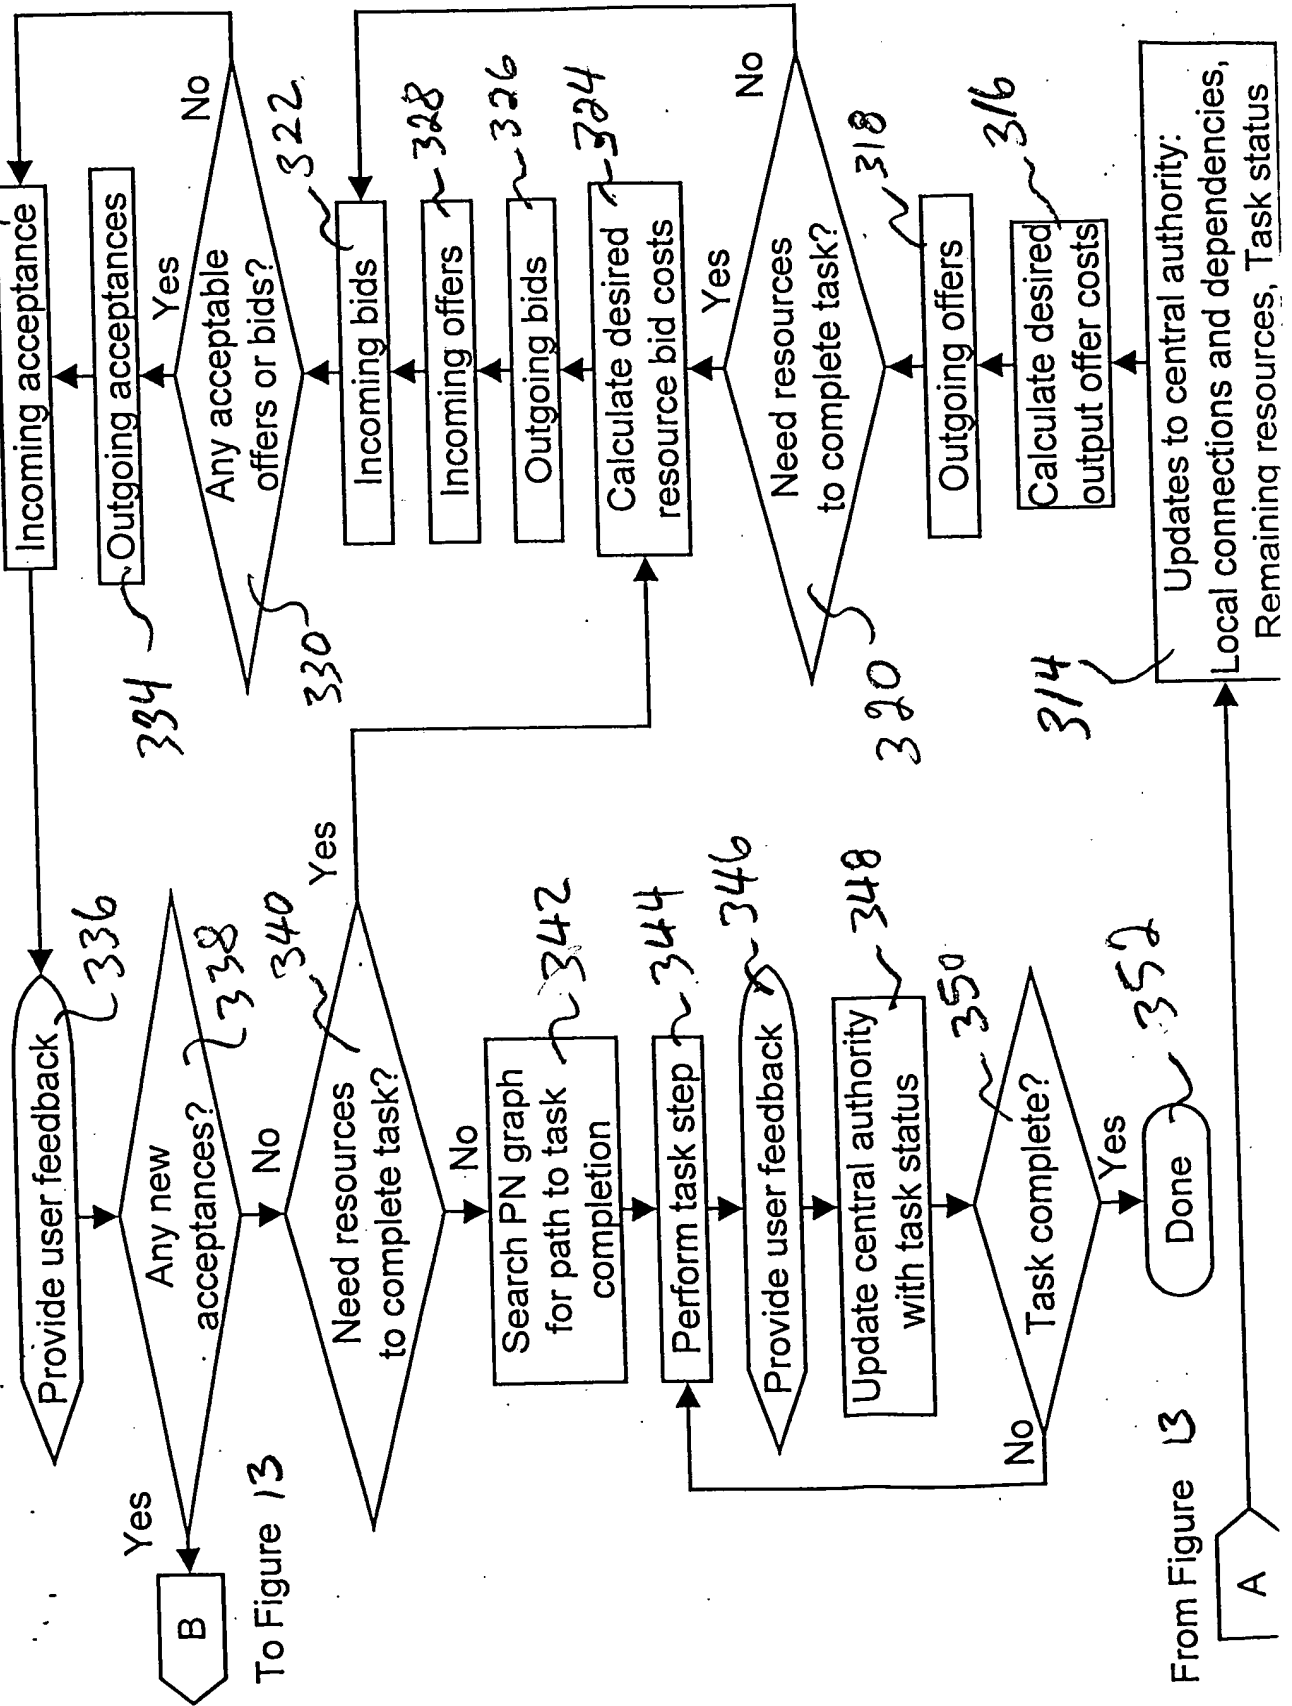 B
Yes
To Figure 13
Provide user feedback
336
Any new
acceptances?
338
No
Need resources
to complete task?
340
Yes
No
Search PN graph
for path to task
completion
342
Perform task step
344
Provide user feedback
346
Update central authority
with task status
348
Task complete?
350
No
Yes
Done
352
From Figure 13
A
Updates to central authority:
Local connections and dependencies,
Remaining resources, Task status
314
Calculate desired
output offer costs
316
Outgoing offers
318
Need resources
to complete task?
320
No
Yes
Calculate desired
resource bid costs
324
Outgoing bids
326
Incoming offers
328
Incoming bids
322
Any acceptable
offers or bids?
330
No
Yes
Outgoing acceptances
334
Incoming acceptance